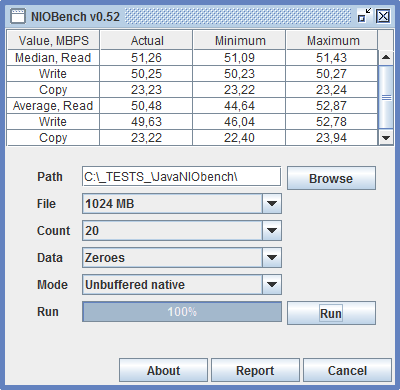 NIOBench v0.52
Value, MBPS Actual Minimum Maximum
Median, Read 51,26 51,09 51,43
Write 50,25 50,23 50,27
Copy 23,23 23,22 23,24
Average, Read 50,48 44,64 52,87
Write 49,63 46,04 52,78
Copy 23,22 22,40 23,94
Path C:\_TESTS_\JavaNIObench\ Browse
File 1024 MB
Count 20
Data Zeroes
Mode Unbuffered native
Run 100% Run
About Report Cancel